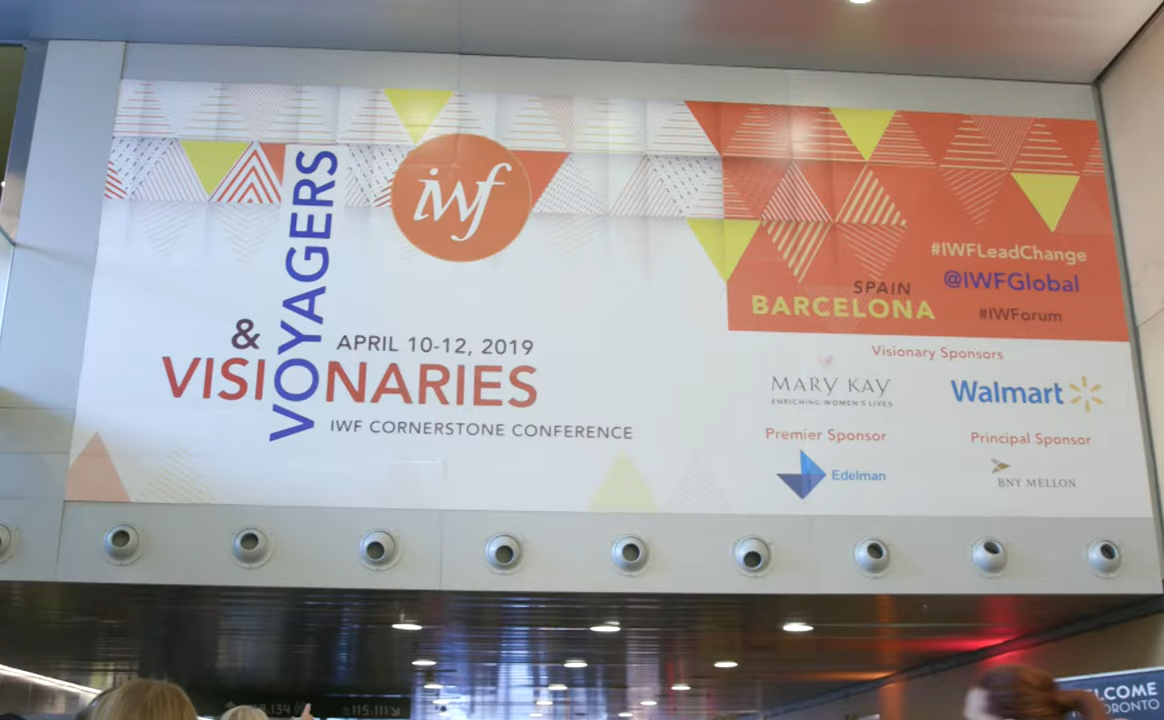 iwf
VOYAGERS
&
VISIONARIES
APRIL 10-12, 2019
IWF CORNERSTONE CONFERENCE
#IWFLeadChange
@IWFGlobal
#IWForum
SPAIN
BARCELONA
Visionary Sponsors
MARY KAY
ENRICHING WOMEN'S LIVES
Walmart
Premier Sponsor
Edelman
Principal Sponsor
BNY MELLON